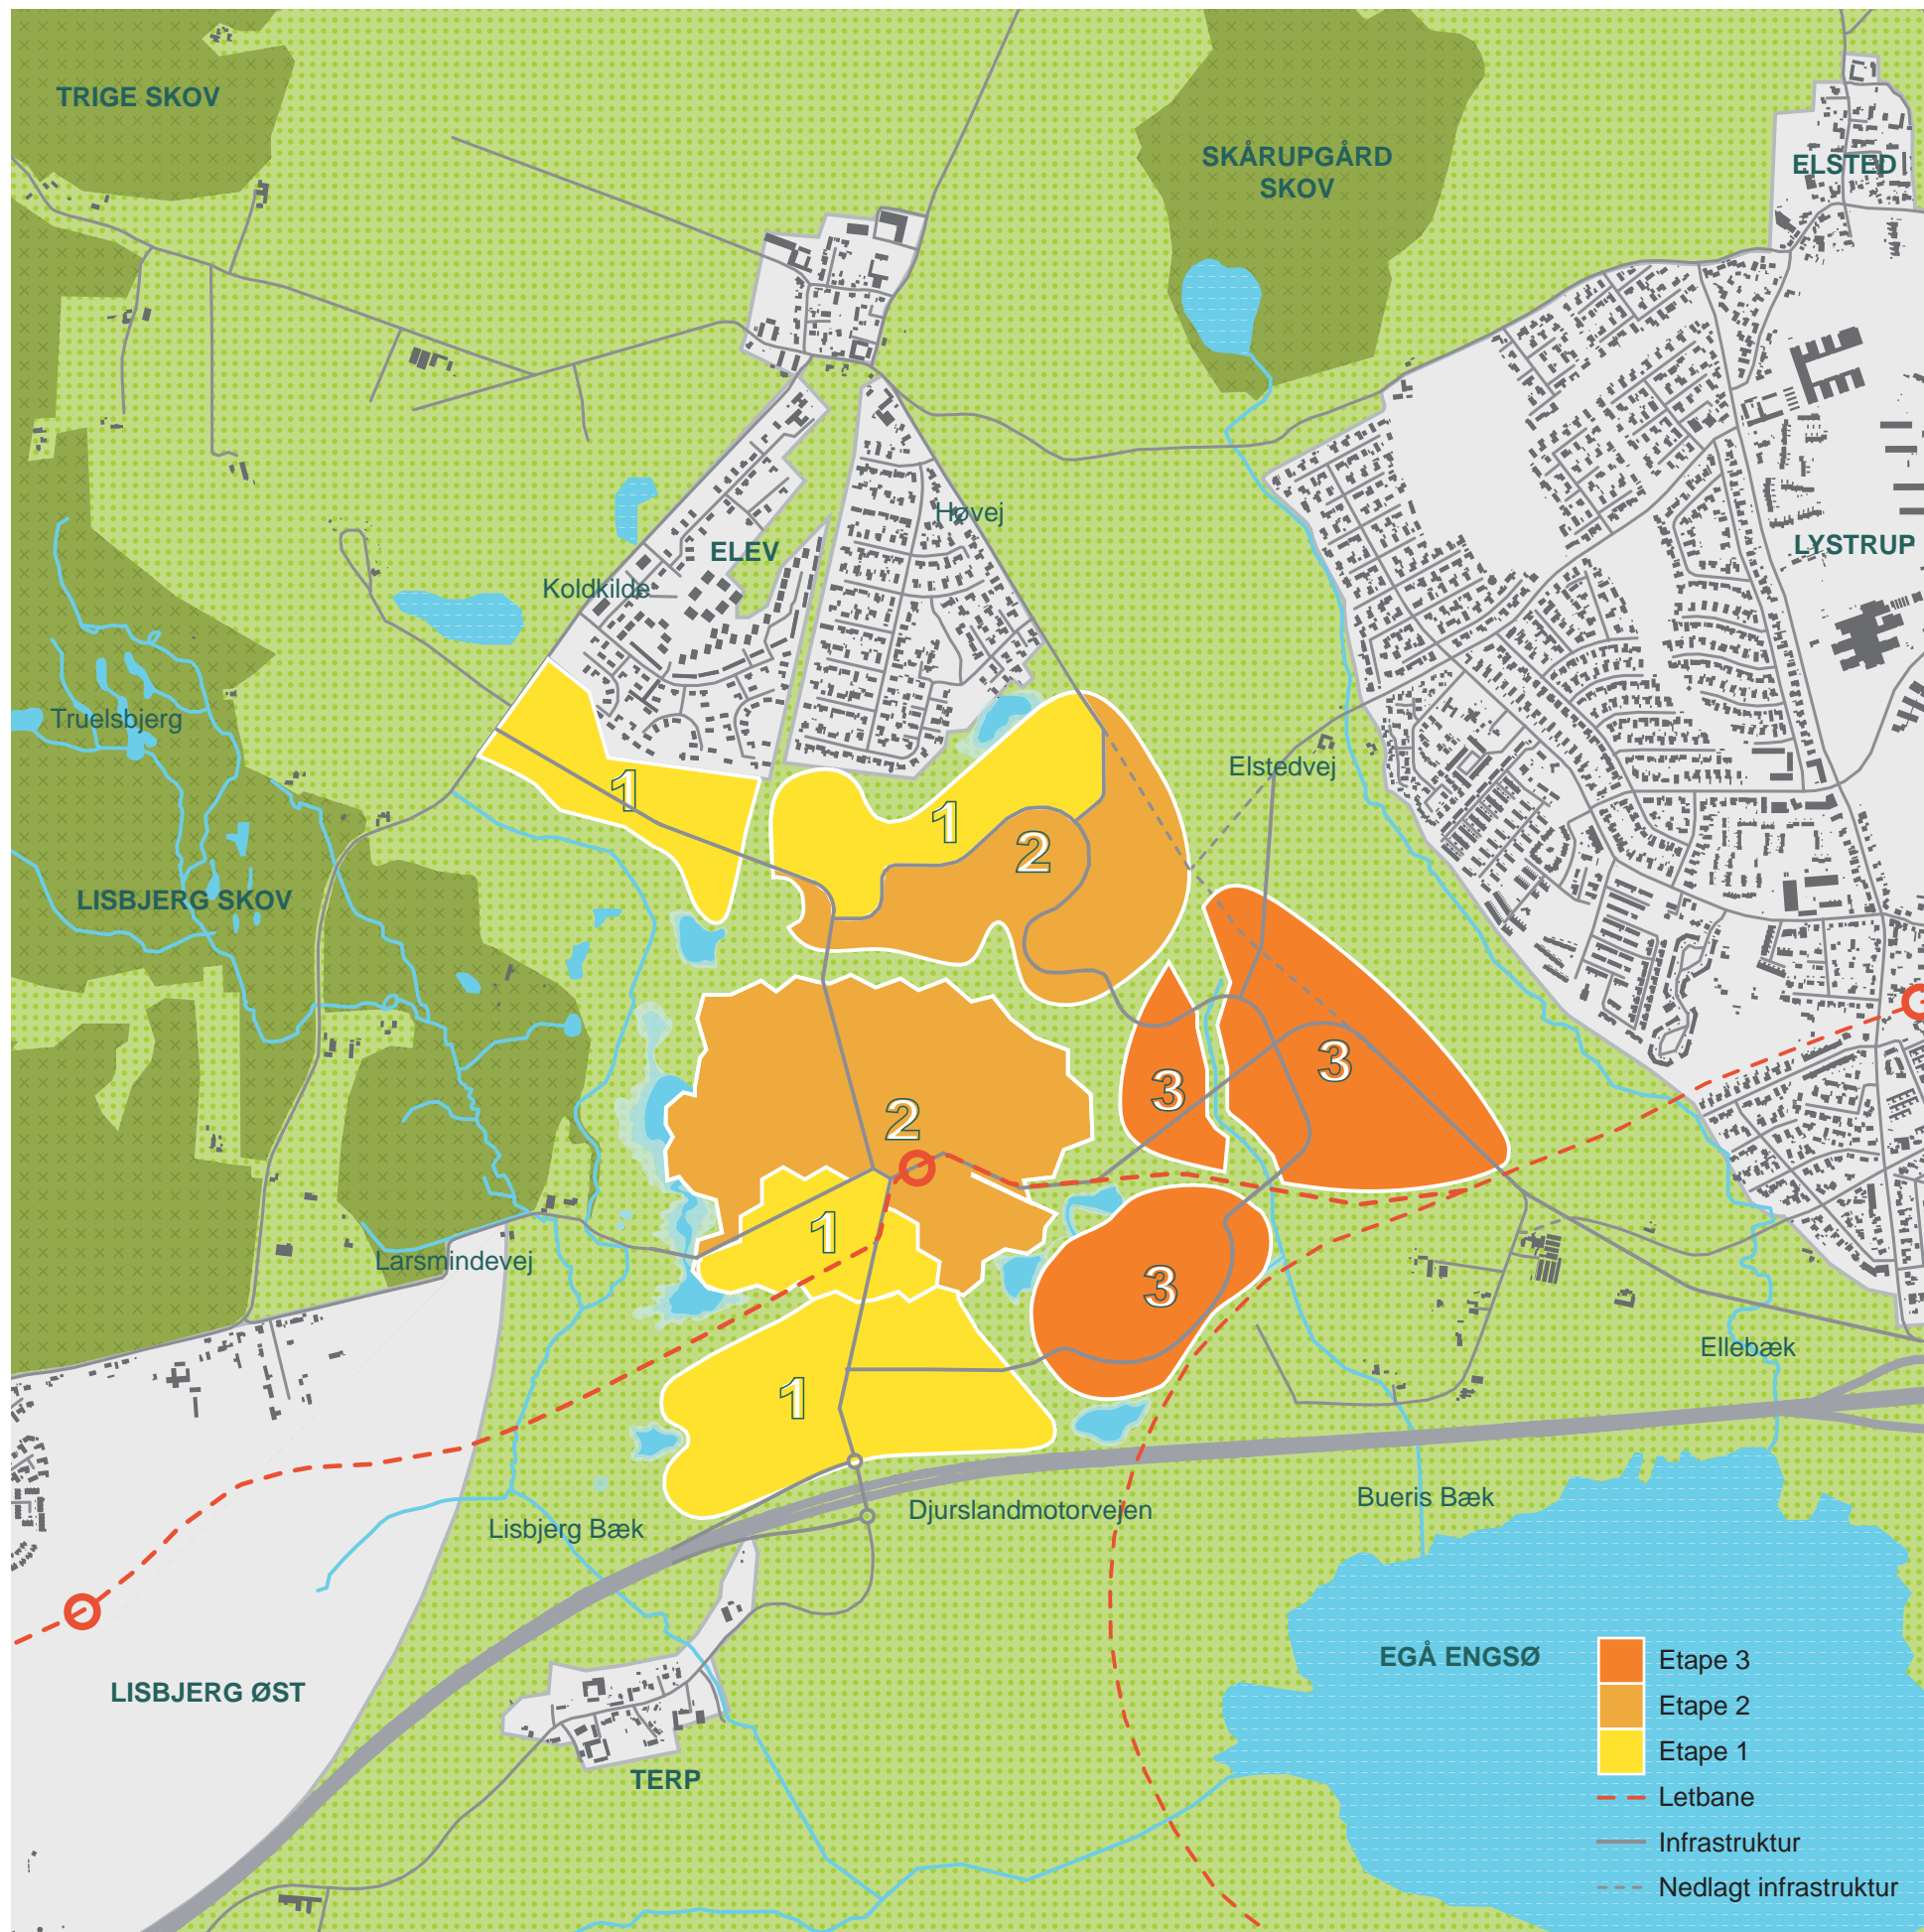 TRIGE SKOV
SKÅRUPGÅRD
SKOV
ELSTED
Høvej
ELEV
LYSTRUP
Koldkilde
Truelsbjerg
Elstedvej
1
1
2
LISBJERG SKOV
3
3
2
1
Larsmindevej
3
Ellebæk
1
Bueris Bæk
Djurslandmotorvejen
Lisbjerg Bæk
EGÅ ENGSØ
LISBJERG ØST
TERP
Etape 3
Etape 2
Etape 1
Letbane
Infrastruktur
Nedlagt infrastruktur